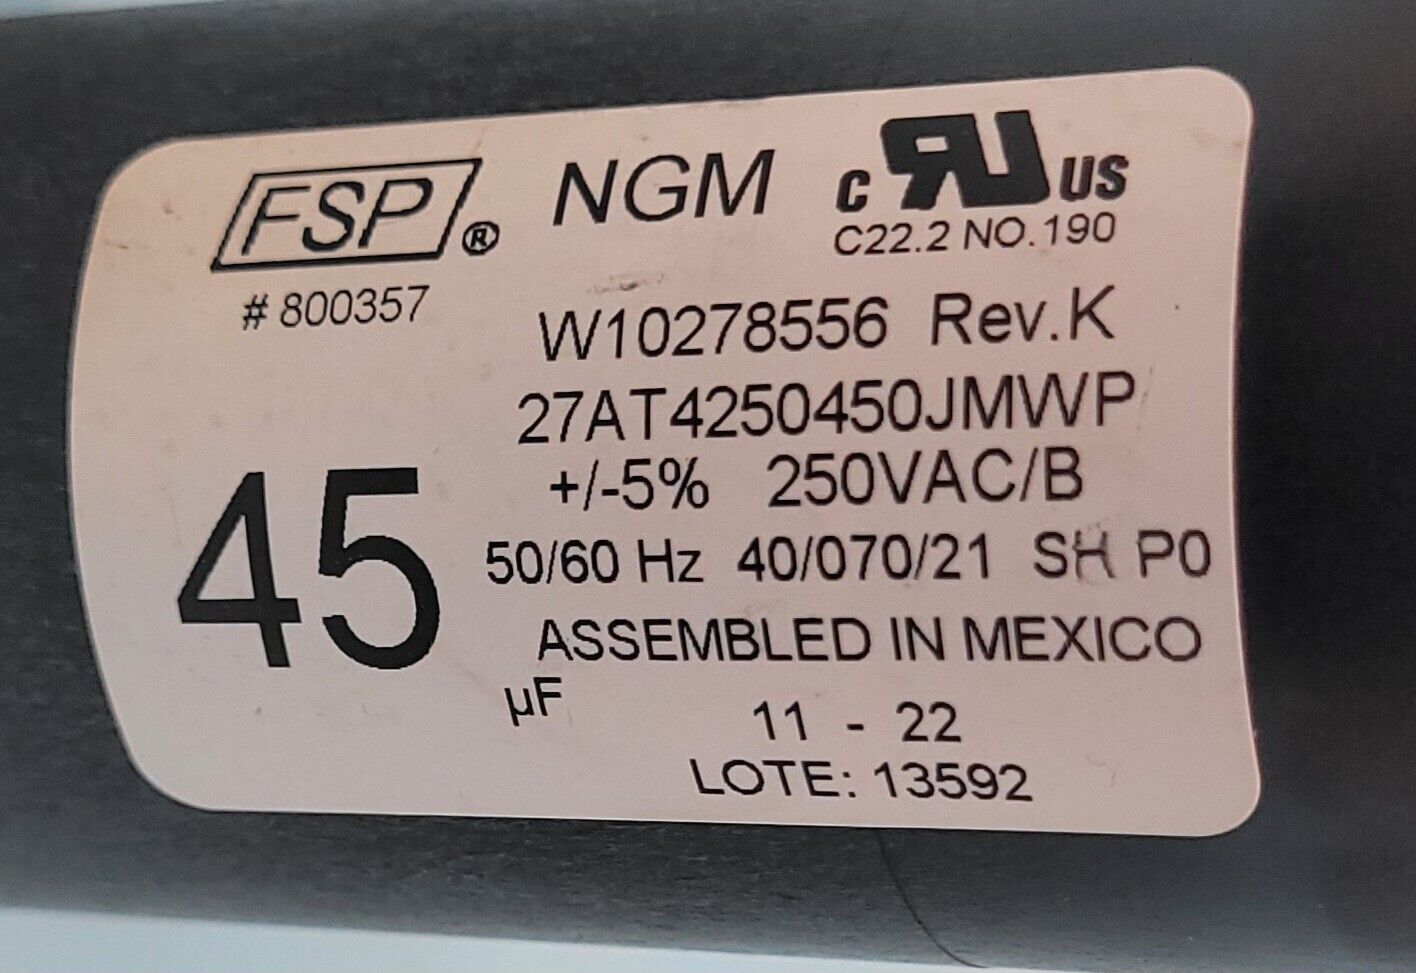 FSP® NGM c RU US
C22.2 NO.190
# 800357
W10278556 Rev.K
27AT4250450JMWP
+/-5% 250VAC/B
45 µF
50/60 Hz 40/070/21 SH P0
ASSEMBLED IN MEXICO
11 - 22
LOTE: 13592